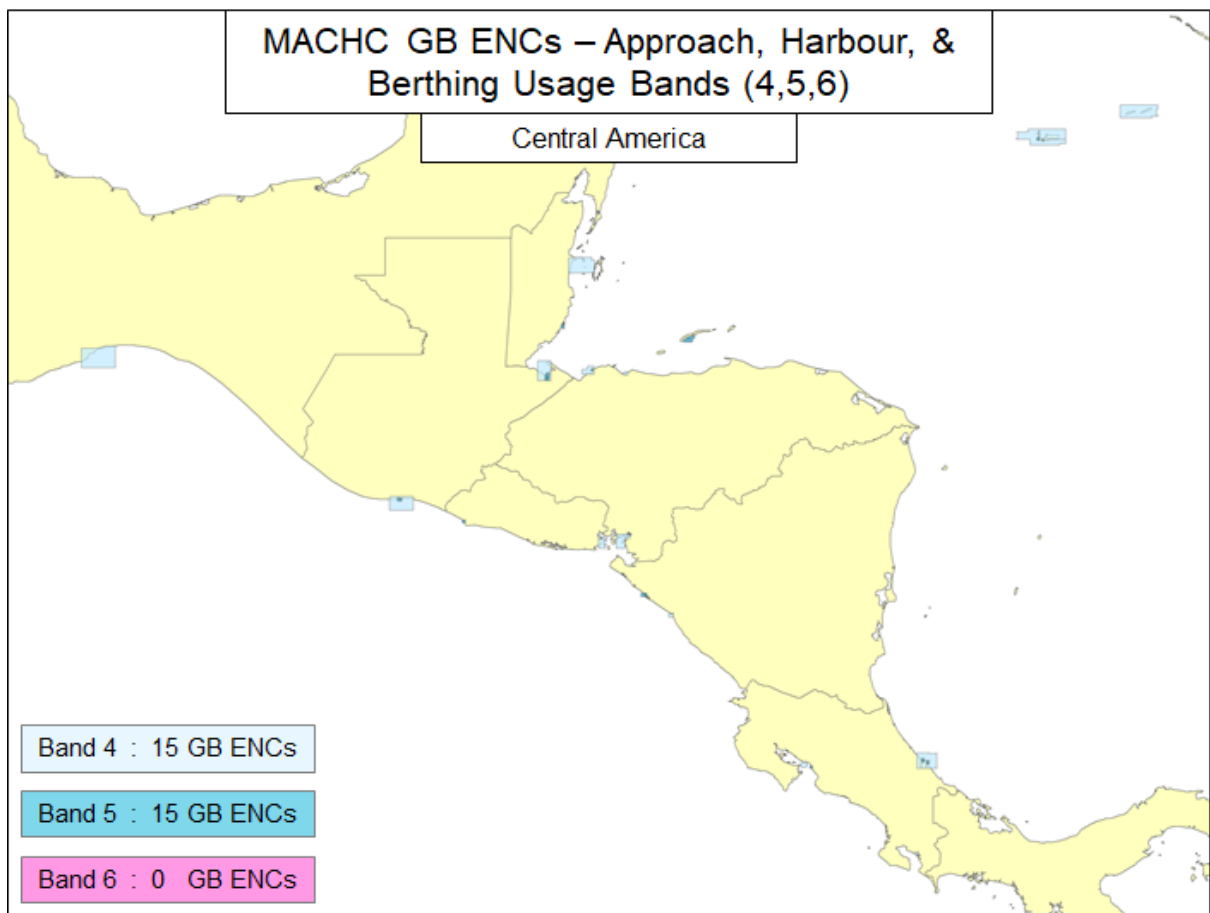 MACHC GB ENCs – Approach, Harbour, &
Berthing Usage Bands (4,5,6)
Central America
Band 4 : 15 GB ENCs
Band 5 : 15 GB ENCs
Band 6 : 0 GB ENCs